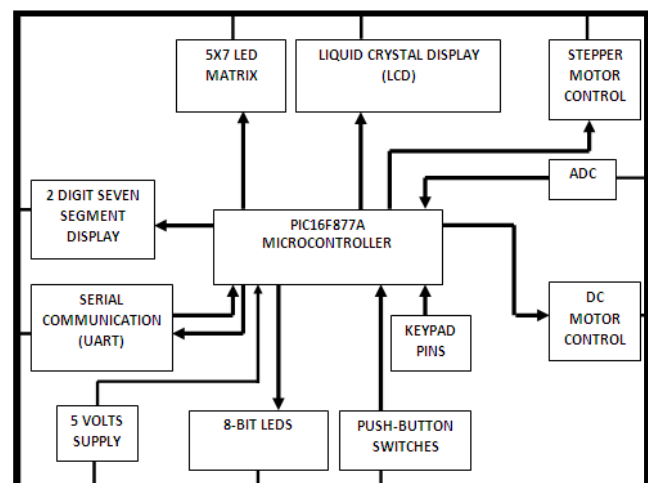 5X7 LED
MATRIX
LIQUID CRYSTAL DISPLAY
(LCD)
STEPPER
MOTOR
CONTROL
ADC
2 DIGIT SEVEN
SEGMENT
DISPLAY
PIC16F877A
MICROCONTROLLER
SERIAL
COMMUNICATION
(UART)
KEYPAD
PINS
DC
MOTOR
CONTROL
5 VOLTS
SUPPLY
8-BIT LEDS
PUSH-BUTTON
SWITCHES